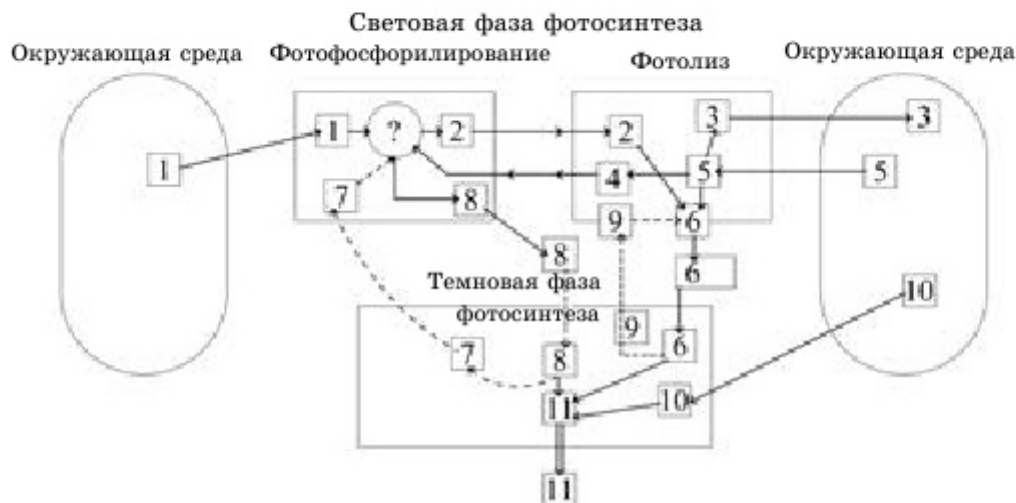 Световая фаза фотосинтеза
Окружающая среда Фотофосфорилирование Фотолиз Окружающая среда
3 3
1 ? 2 2
1 4 5 5
7 8 9 6
8 6
Темновая фаза
фотосинтеза
10
9
7 8 6
11 10
11